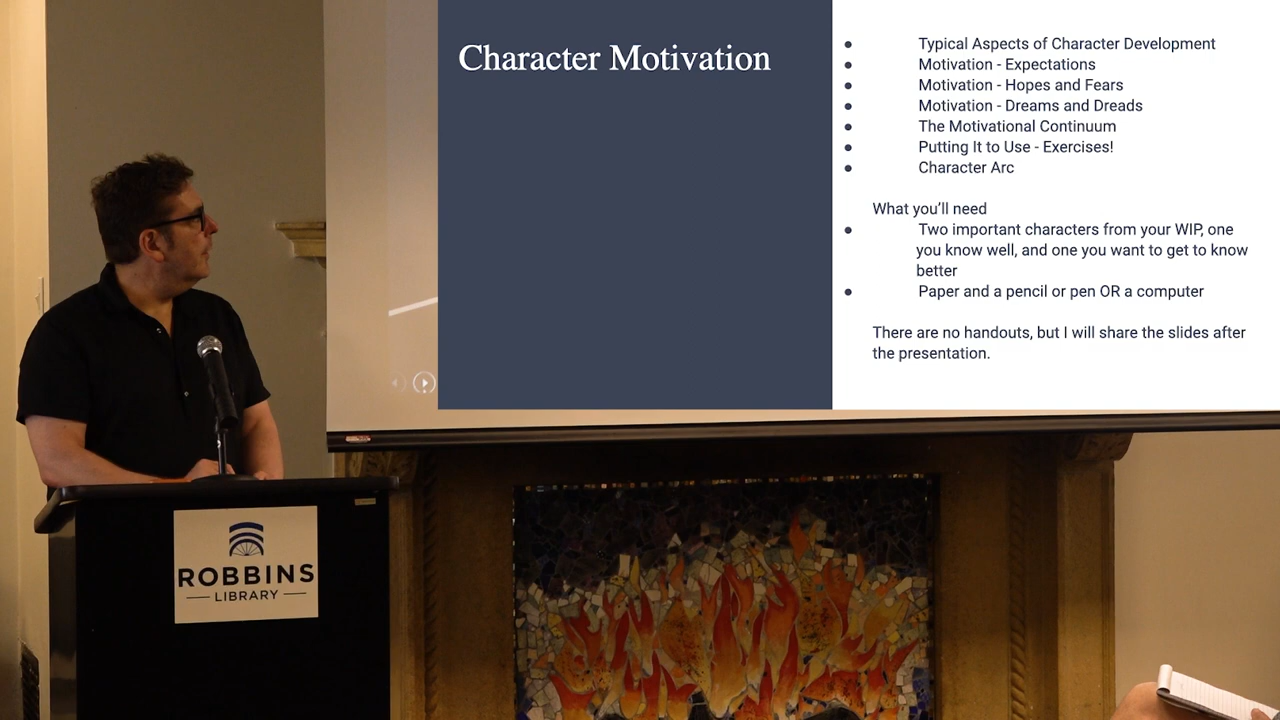 Character Motivation
● Typical Aspects of Character Development
● Motivation - Expectations
● Motivation - Hopes and Fears
● Motivation - Dreams and Dreads
● The Motivational Continuum
● Putting It to Use - Exercises!
● Character Arc
What you’ll need
● Two important characters from your WIP, one
you know well, and one you want to get to know
better
● Paper and a pencil or pen OR a computer
There are no handouts, but I will share the slides after
the presentation.
ROBBINS
LIBRARY